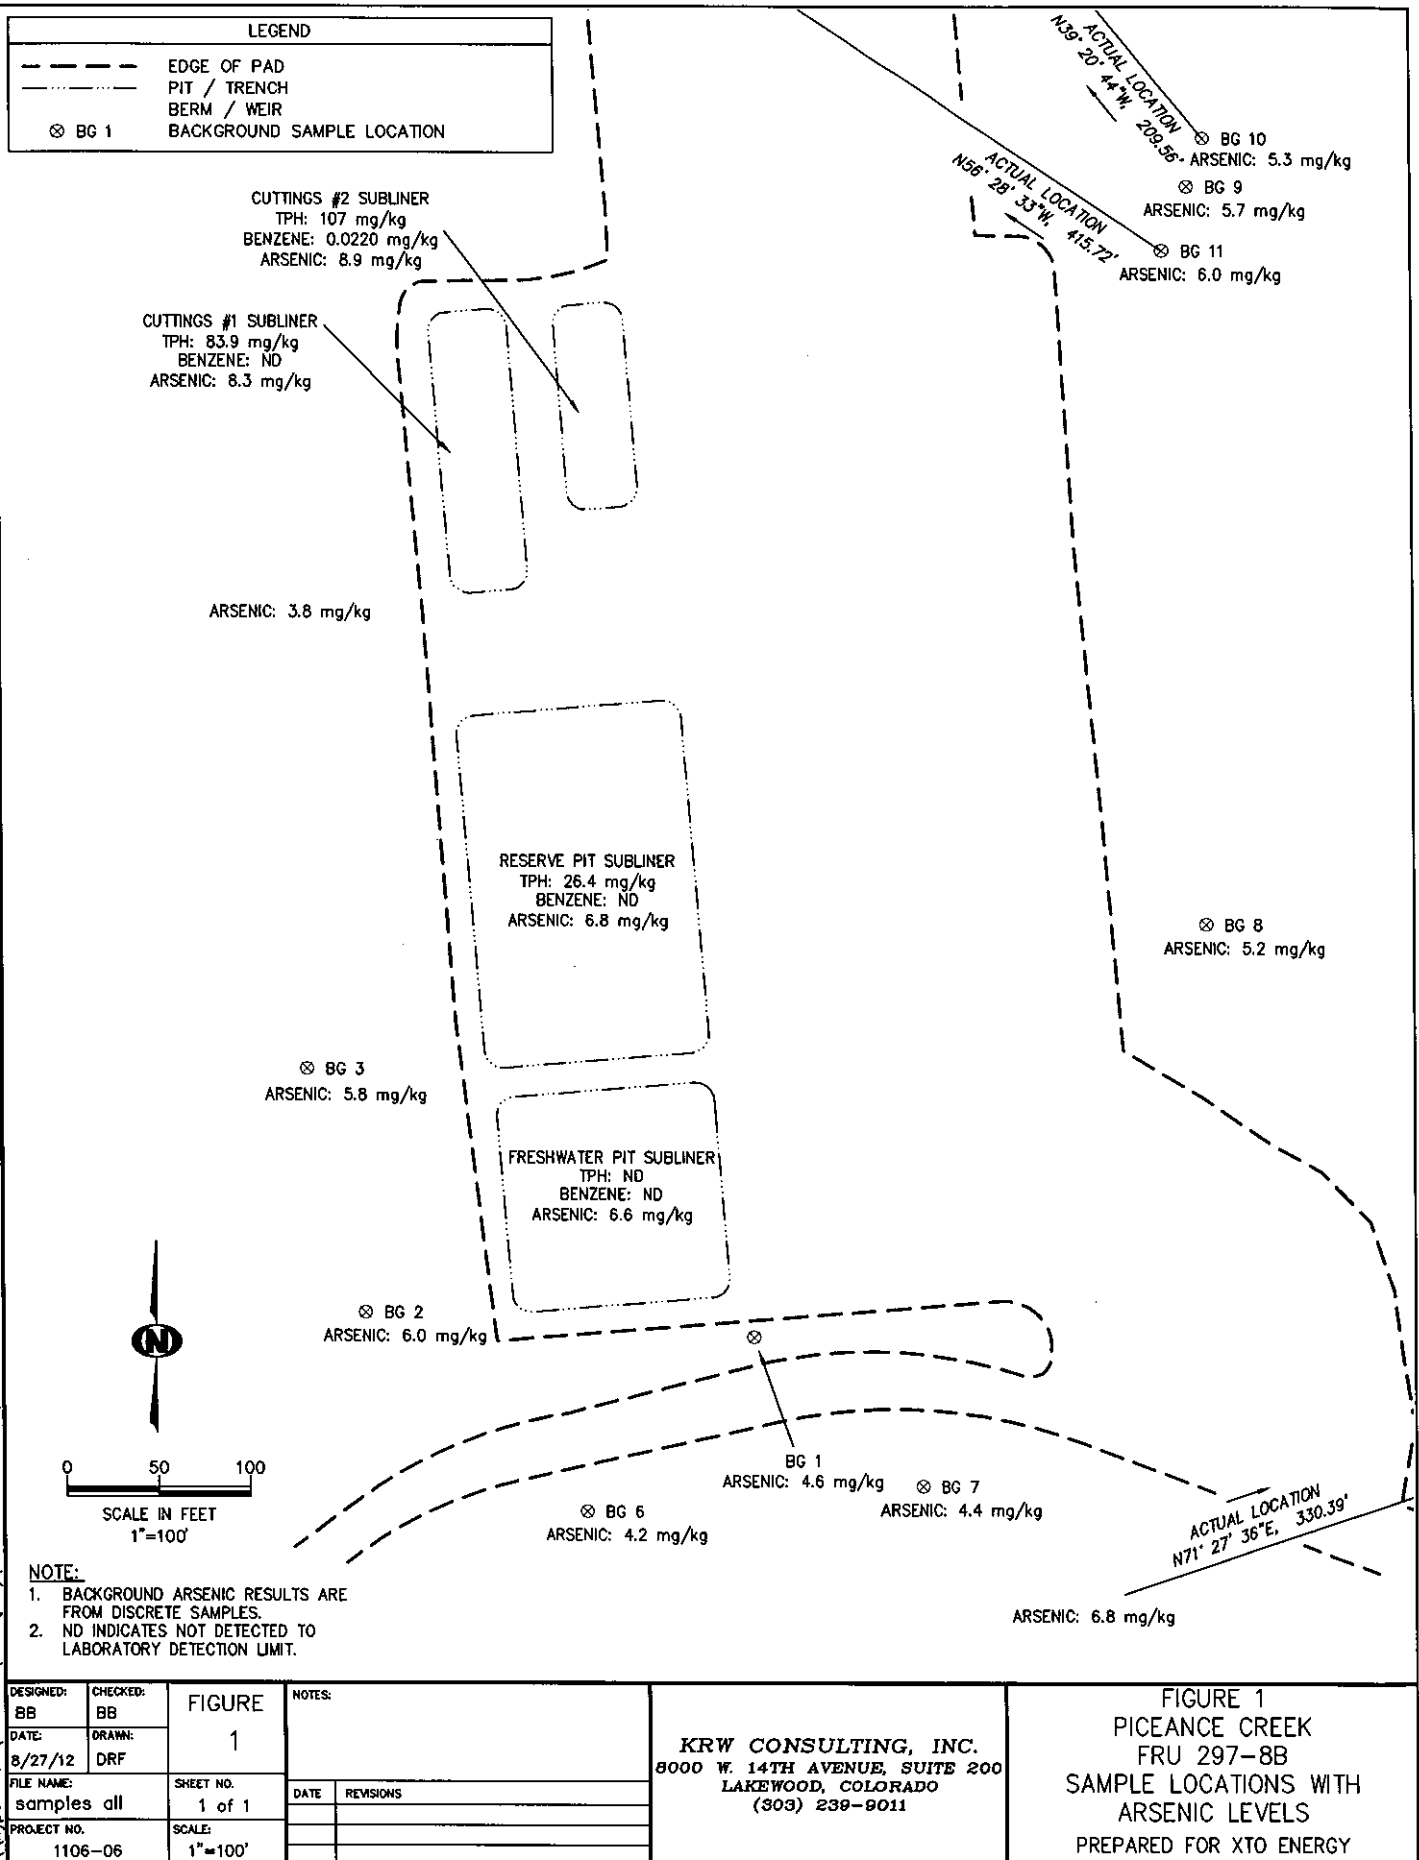 LEGEND
EDGE OF PAD
PIT / TRENCH
BERM / WEIR
⊗ BG 1 BACKGROUND SAMPLE LOCATION
ACTUAL LOCATION
N39° 20' 44"W, 209.56'
BG 10
ARSENIC: 5.3 mg/kg
BG 9
ARSENIC: 5.7 mg/kg
ACTUAL LOCATION
N56° 28' 33"W, 415.72'
BG 11
ARSENIC: 6.0 mg/kg
CUTTINGS #2 SUBLINER
TPH: 107 mg/kg
BENZENE: 0.0220 mg/kg
ARSENIC: 8.9 mg/kg
CUTTINGS #1 SUBLINER
TPH: 83.9 mg/kg
BENZENE: ND
ARSENIC: 8.3 mg/kg
ARSENIC: 3.8 mg/kg
RESERVE PIT SUBLINER
TPH: 26.4 mg/kg
BENZENE: ND
ARSENIC: 6.8 mg/kg
BG 8
ARSENIC: 5.2 mg/kg
BG 3
ARSENIC: 5.8 mg/kg
FRESHWATER PIT SUBLINER
TPH: ND
BENZENE: ND
ARSENIC: 6.6 mg/kg
BG 2
ARSENIC: 6.0 mg/kg
N
BG 1
ARSENIC: 4.6 mg/kg
BG 7
ARSENIC: 4.4 mg/kg
BG 6
ARSENIC: 4.2 mg/kg
ACTUAL LOCATION
N71° 27' 36"E, 330.39'
ARSENIC: 6.8 mg/kg
0 50 100
SCALE IN FEET
1"=100'
NOTE:
1. BACKGROUND ARSENIC RESULTS ARE
FROM DISCRETE SAMPLES.
2. ND INDICATES NOT DETECTED TO
LABORATORY DETECTION LIMIT.
DESIGNED:
BB
CHECKED:
BB
DATE:
8/27/12
DRAWN:
DRF
FIGURE
1
FILE NAME:
samples all
SHEET NO.
1 of 1
PROJECT NO.
1106-06
SCALE:
1"=100'
NOTES:
DATE REVISIONS
KRW CONSULTING, INC.
8000 W. 14TH AVENUE, SUITE 200
LAKEWOOD, COLORADO
(303) 239-9011
FIGURE 1
PICEANCE CREEK
FRU 297-8B
SAMPLE LOCATIONS WITH
ARSENIC LEVELS
PREPARED FOR XTO ENERGY